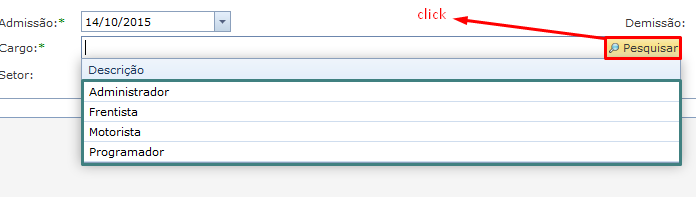 click
Admissão:* 14/10/2015 Demissão:
Cargo:* Pesquisar
Setor:
Descrição
Administrador
Frentista
Motorista
Programador